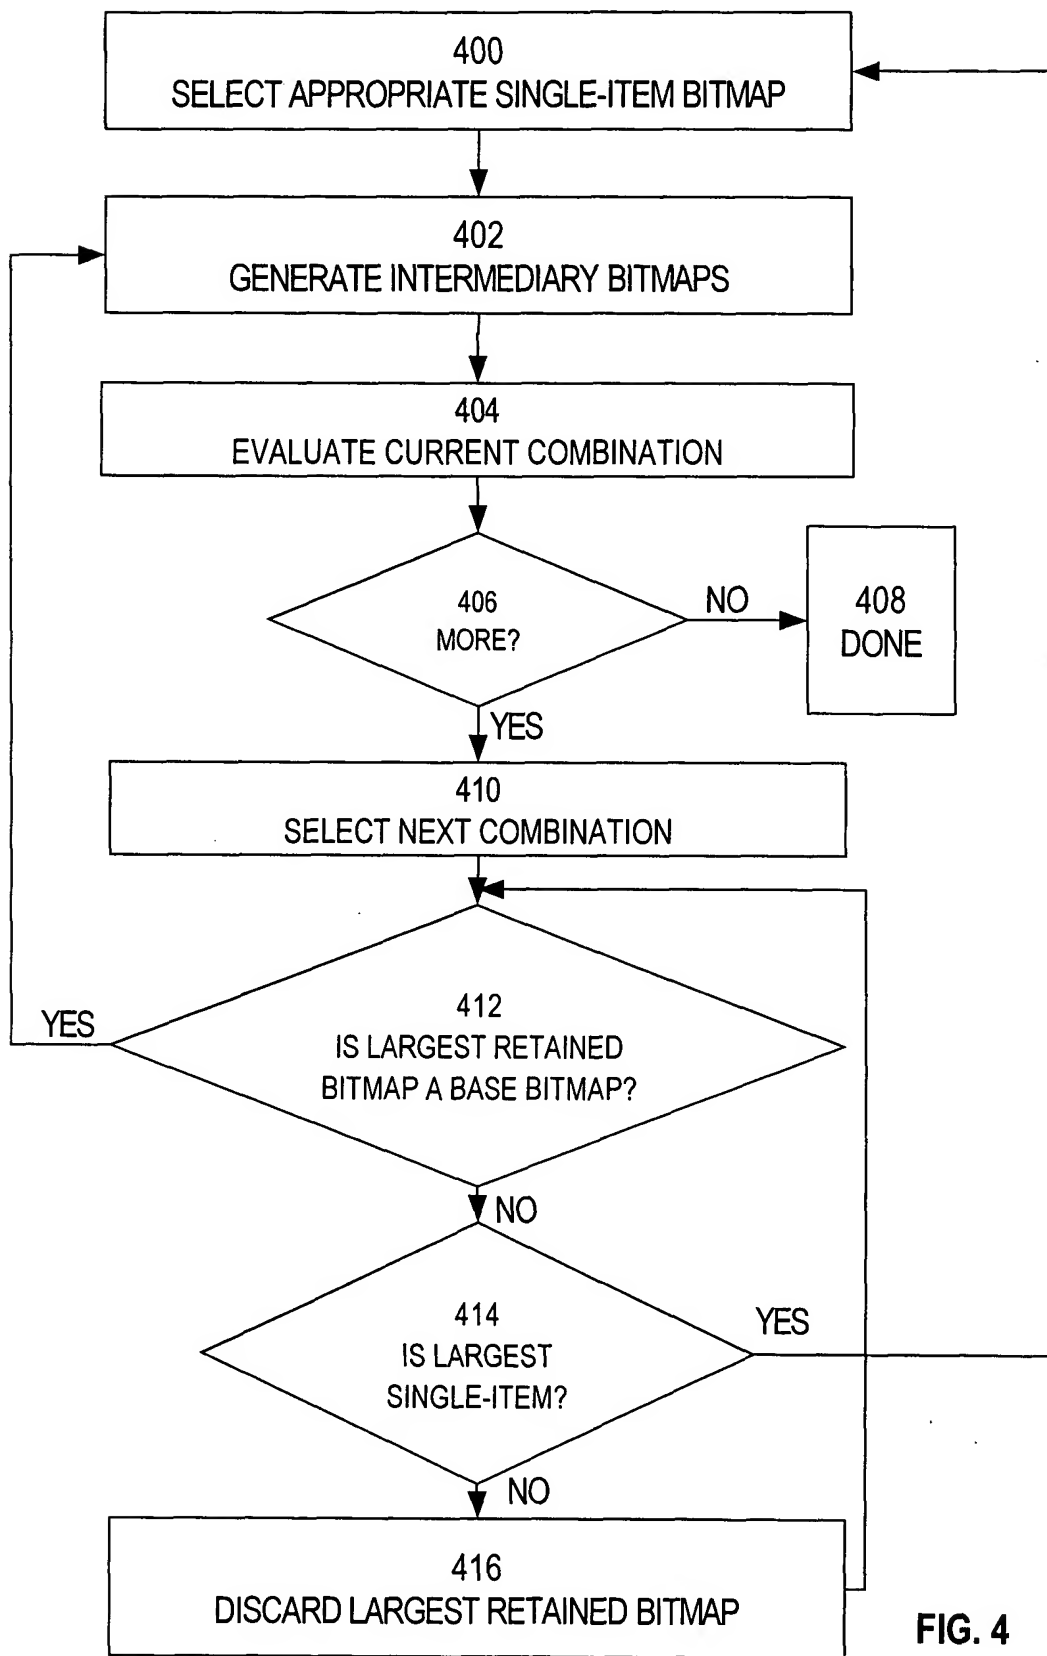 400
SELECT APPROPRIATE SINGLE-ITEM BITMAP
402
GENERATE INTERMEDIARY BITMAPS
404
EVALUATE CURRENT COMBINATION
406
MORE?
NO
408
DONE
YES
410
SELECT NEXT COMBINATION
YES
412
IS LARGEST RETAINED
BITMAP A BASE BITMAP?
NO
414
IS LARGEST
SINGLE-ITEM?
YES
NO
416
DISCARD LARGEST RETAINED BITMAP
FIG. 4